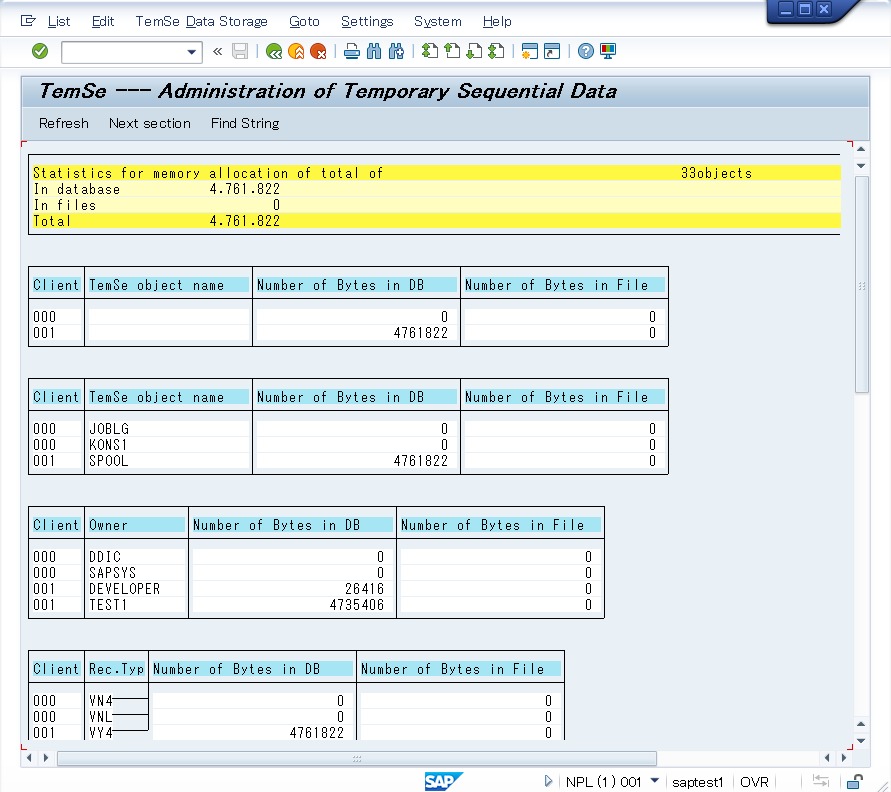 List Edit TemSe Data Storage Goto Settings System Help
TemSe --- Administration of Temporary Sequential Data
Refresh Next section Find String
Statistics for memory allocation of total of 33objects
In database 4.761.822
In files 0
Total 4.761.822
Client TemSe object name Number of Bytes in DB Number of Bytes in File
000 0 0
001 4761822 0
Client TemSe object name Number of Bytes in DB Number of Bytes in File
000 JOBLG 0 0
000 KONS1 0 0
001 SPOOL 4761822 0
Client Owner Number of Bytes in DB Number of Bytes in File
000 DDIC 0 0
000 SAPSYS 0 0
001 DEVELOPER 26416 0
001 TEST1 4735406 0
Client Rec.Typ Number of Bytes in DB Number of Bytes in File
000 VN4 0 0
000 VNL 0 0
001 VY4 4761822 0
SAP NPL (1) 001 saptest1 OVR